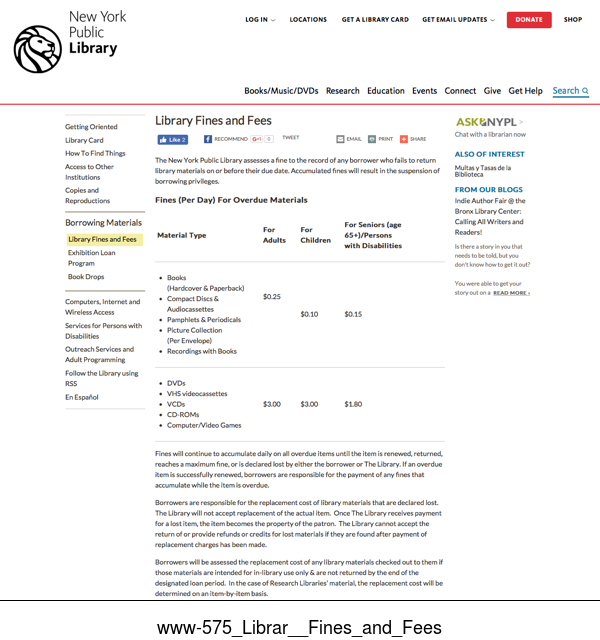 New York
Public
Library
LOG IN
LOCATIONS
GET A LIBRARY CARD
GET EMAIL UPDATES
DONATE
SHOP
Books/Music/DVDs Research Education Events Connect Give Get Help Search
Getting Oriented
Library Card
How To Find Things
Access to Other
Institutions
Copies and
Reproductions
Borrowing Materials
Library Fines and Fees
Exhibition Loan
Program
Book Drops
Computers, Internet and
Wireless Access
Services for Persons with
Disabilities
Outreach Services and
Adult Programming
Follow the Library using
RSS
En Español
Library Fines and Fees
Like 2 RECOMMEND G+1 0 TWEET EMAIL PRINT SHARE
The New York Public Library assesses a fine to the record of any borrower who fails to return
library materials on or before their due date. Accumulated fines will result in the suspension of
borrowing privileges.
Fines (Per Day) For Overdue Materials
Material Type
For
Adults
For
Children
For Seniors (age
65+)/Persons
with Disabilities
• Books
(Hardcover & Paperback)
• Compact Discs &
Audiocassettes
• Pamphlets & Periodicals
• Picture Collection
(Per Envelope)
• Recordings with Books
$0.25
$0.10
$0.15
• DVDs
• VHS videocassettes
• VCDs
• CD-ROMs
• Computer/Video Games
$3.00
$3.00
$1.80
Fines will continue to accumulate daily on all overdue items until the item is renewed, returned,
reaches a maximum fine, or is declared lost by either the borrower or The Library. If an overdue
item is successfully renewed, borrowers are responsible for the payment of any fines that
accumulate while the item is overdue.
Borrowers are responsible for the replacement cost of library materials that are declared lost.
The Library will not accept replacement of the actual item. Once The Library receives payment
for a lost item, the item becomes the property of the patron. The Library cannot accept the
return of or provide refunds or credits for lost materials if they are found after payment of
replacement charges has been made.
Borrowers will be assessed the replacement cost of any library materials checked out to them if
those materials are intended for in-library use only & are not returned by the end of the
designated loan period. In the case of Research Libraries' material, the replacement cost will be
determined on an item-by-item basis.
ASK NYPL >
Chat with a librarian now
ALSO OF INTEREST
Multas y Tasas de la
Biblioteca
FROM OUR BLOGS
Indie Author Fair @ the
Bronx Library Center:
Calling All Writers and
Readers!
Is there a story in you that
needs to be told, but you
don't know how to get it out?
You were able to get your
story out on a READ MORE ›
www-575_Librar__Fines_and_Fees